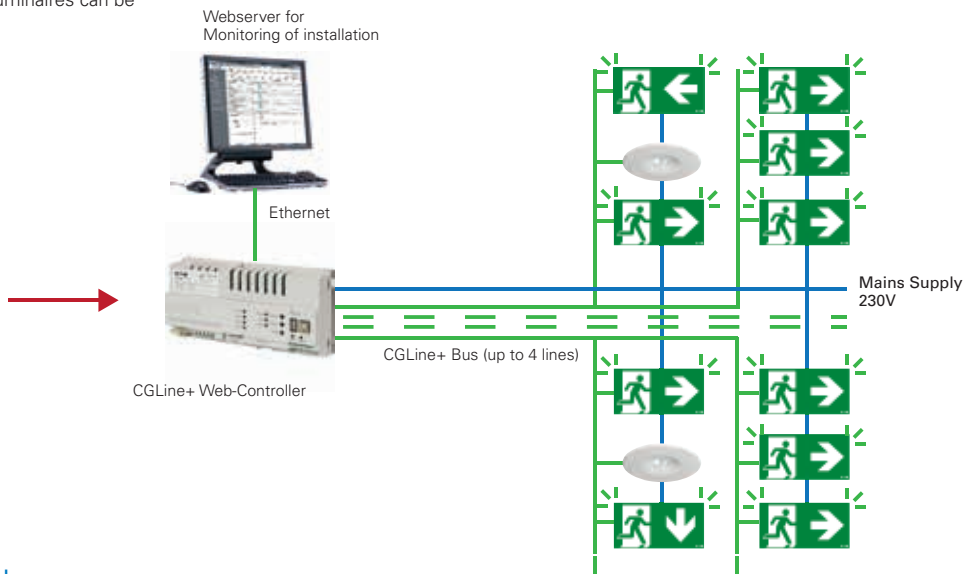 uminaires can be
Webserver for
Monitoring of installation
Ethernet
Mains Supply
230V
CGLine+ Bus (up to 4 lines)
CGLine+ Web-Controller